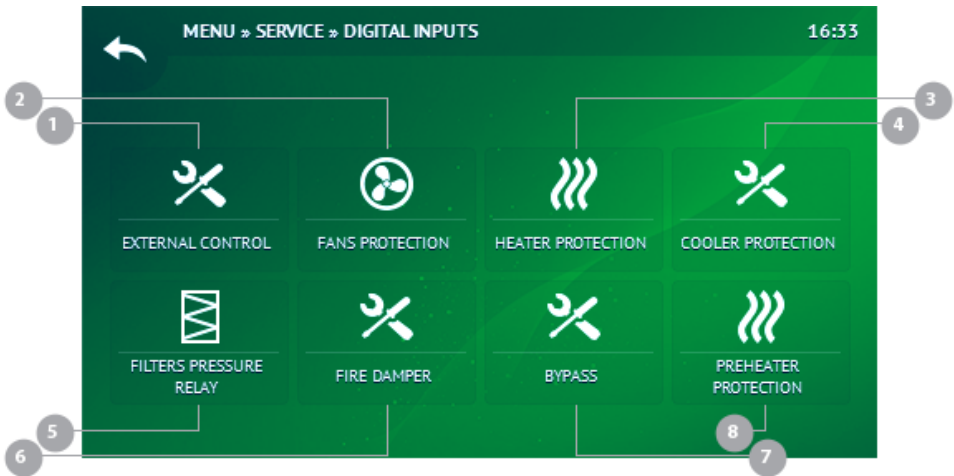 MENU » SERVICE » DIGITAL INPUTS
16:33
2
3
1
4
EXTERNAL CONTROL
FANS PROTECTION
HEATER PROTECTION
COOLER PROTECTION
FILTERS PRESSURE
RELAY
FIRE DAMPER
BYPASS
PREHEATER
PROTECTION
5
8
6
7